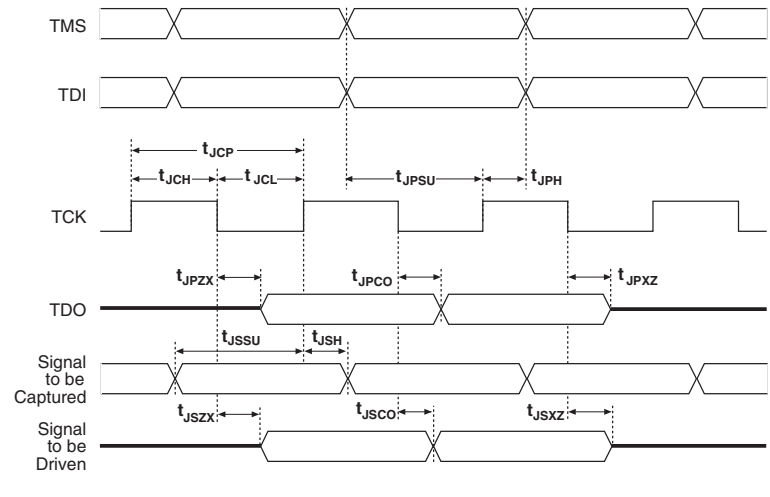 TMS
TDI
tJCP
tJCH tJCL tJPSU tJPH
TCK
tJPZX tJPCO tJPXZ
TDO
tJSSU tJSH
Signal
to be
Captured
tJSZX tJSCO tJSXZ
Signal
to be
Driven